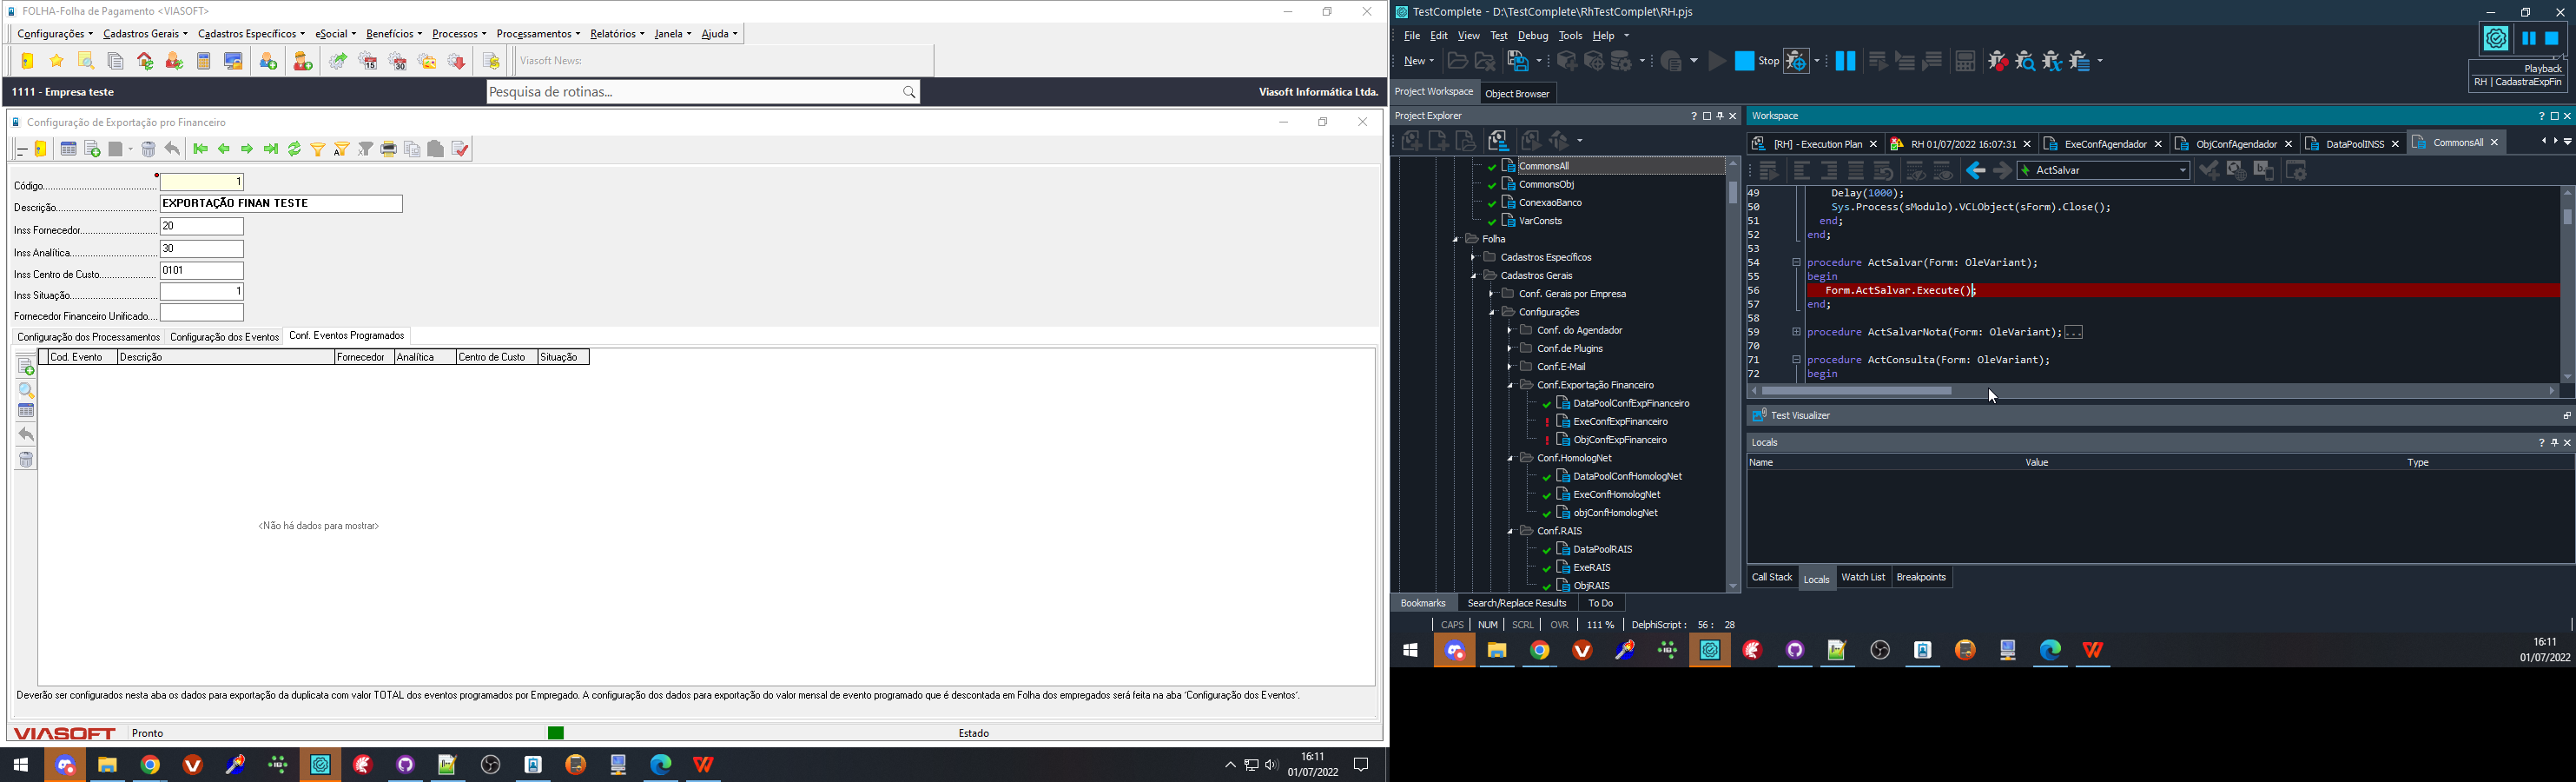 FOLHA-Folha de Pagamento <VIASOFT>
Configurações Cadastros Gerais Cadastros Específicos eSocial Benefícios Processos Processamentos Relatórios Janela Ajuda
Viasoft News:
1111 - Empresa teste
Pesquisa de rotinas...
Viasoft Informática Ltda.
Configuração de Exportação pro Financeiro
Código 1
Descrição EXPORTAÇÃO FINAN TESTE
Inss Fornecedor 20
Inss Analítica 30
Inss Centro de Custo 0101
Inss Situação 1
Fornecedor Financeiro Unificado
Configuração dos Processamentos Configuração dos Eventos Conf. Eventos Programados
Cod. Evento Descrição Fornecedor Analítica Centro de Custo Situação
<Não há dados para mostrar>
Deverão ser configurados nesta aba os dados para exportação da duplicata com valor TOTAL dos eventos programados por Empregado. A configuração dos dados para exportação do valor mensal de evento programado que é descontada em Folha dos empregados será feita na aba 'Configuração dos Eventos'.
VIASOFT Pronto Estado
16:11
01/07/2022
TestComplete - D:\TestComplete\RhTestComplet\RH.pjs
File Edit View Test Debug Tools Help
New Stop
Playback
RH | CadastraExpFin
Project Workspace Object Browser
Project Explorer
CommonsAll
CommonsObj
ConexaoBanco
VarConsts
Folha
Cadastros Específicos
Cadastros Gerais
Conf. Gerais por Empresa
Configurações
Conf. do Agendador
Conf.de Plugins
Conf.E-Mail
Conf.Exportação Financeiro
DataPoolConfExpFinanceiro
ExeConfExpFinanceiro
ObjConfExpFinanceiro
Conf.HomologNet
DataPoolConfHomologNet
ExeConfHomologNet
objConfHomologNet
Conf.RAIS
DataPoolRAIS
ExeRAIS
ObjRAIS
Workspace
[RH] - Execution Plan RH 01/07/2022 16:07:31 ExeConfAgendador ObjConfAgendador DataPoolINSS CommonsAll
ActSalvar
49 Delay(1000);
50 Sys.Process(sModulo).VCLObject(sForm).Close();
51 end;
52 end;
53
54 procedure ActSalvar(Form: OleVariant);
55 begin
56 Form.ActSalvar.Execute();
57 end;
58
59 procedure ActSalvarNota(Form: OleVariant);...
70
71 procedure ActConsulta(Form: OleVariant);
72 begin
Test Visualizer
Locals
Name Value Type
Call Stack Locals Watch List Breakpoints
Bookmarks Search/Replace Results To Do
CAPS NUM SCRL OVR 111 % DelphiScript : 56 : 28
16:11
01/07/2022